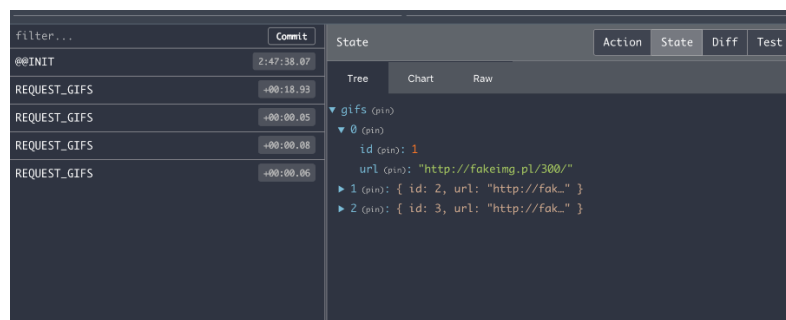 filter... Commit
@@INIT 2:47:38.07
REQUEST_GIFS +00:18.93
REQUEST_GIFS +00:00.05
REQUEST_GIFS +00:00.08
REQUEST_GIFS +00:00.06
State Action State Diff Test
Tree Chart Raw
▼ gifs (pin)
▼ 0 (pin)
id (pin): 1
url (pin): "http://fakeimg.pl/300/"
▶ 1 (pin): { id: 2, url: "http://fak…" }
▶ 2 (pin): { id: 3, url: "http://fak…" }